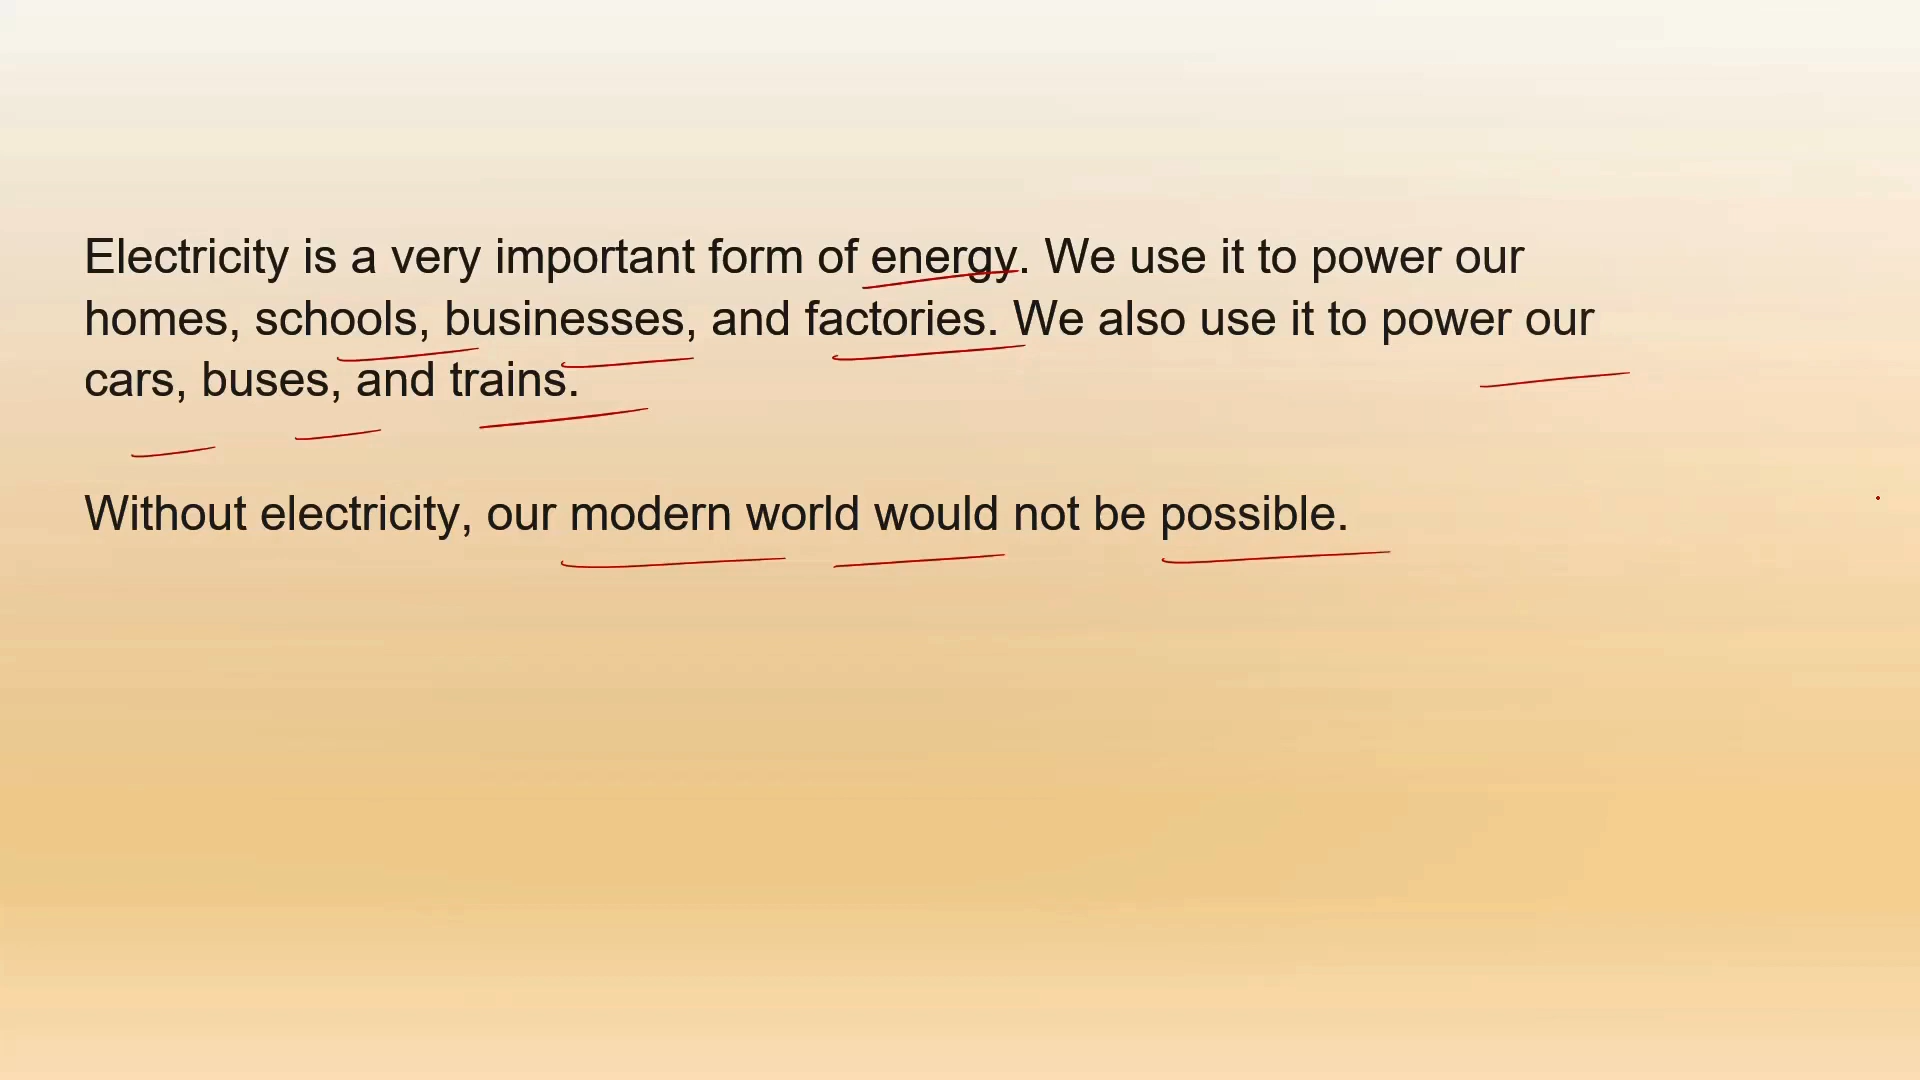 Electricity is a very important form of energy. We use it to power our
homes, schools, businesses, and factories. We also use it to power our
cars, buses, and trains.
Without electricity, our modern world would not be possible.